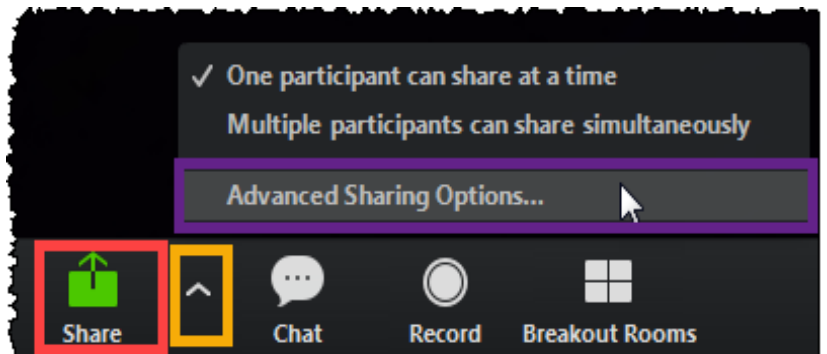 One participant can share at a time
Multiple participants can share simultaneously
Advanced Sharing Options...
Share Chat Record Breakout Rooms